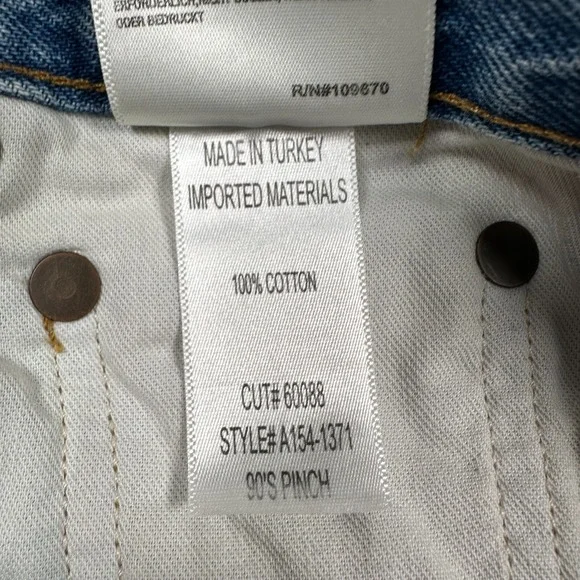 ODER BEDRUCKT
R/N#109670
MADE IN TURKEY
IMPORTED MATERIALS
100% COTTON
CUT# 60088
STYLE# A154-1371
90'S PINCH